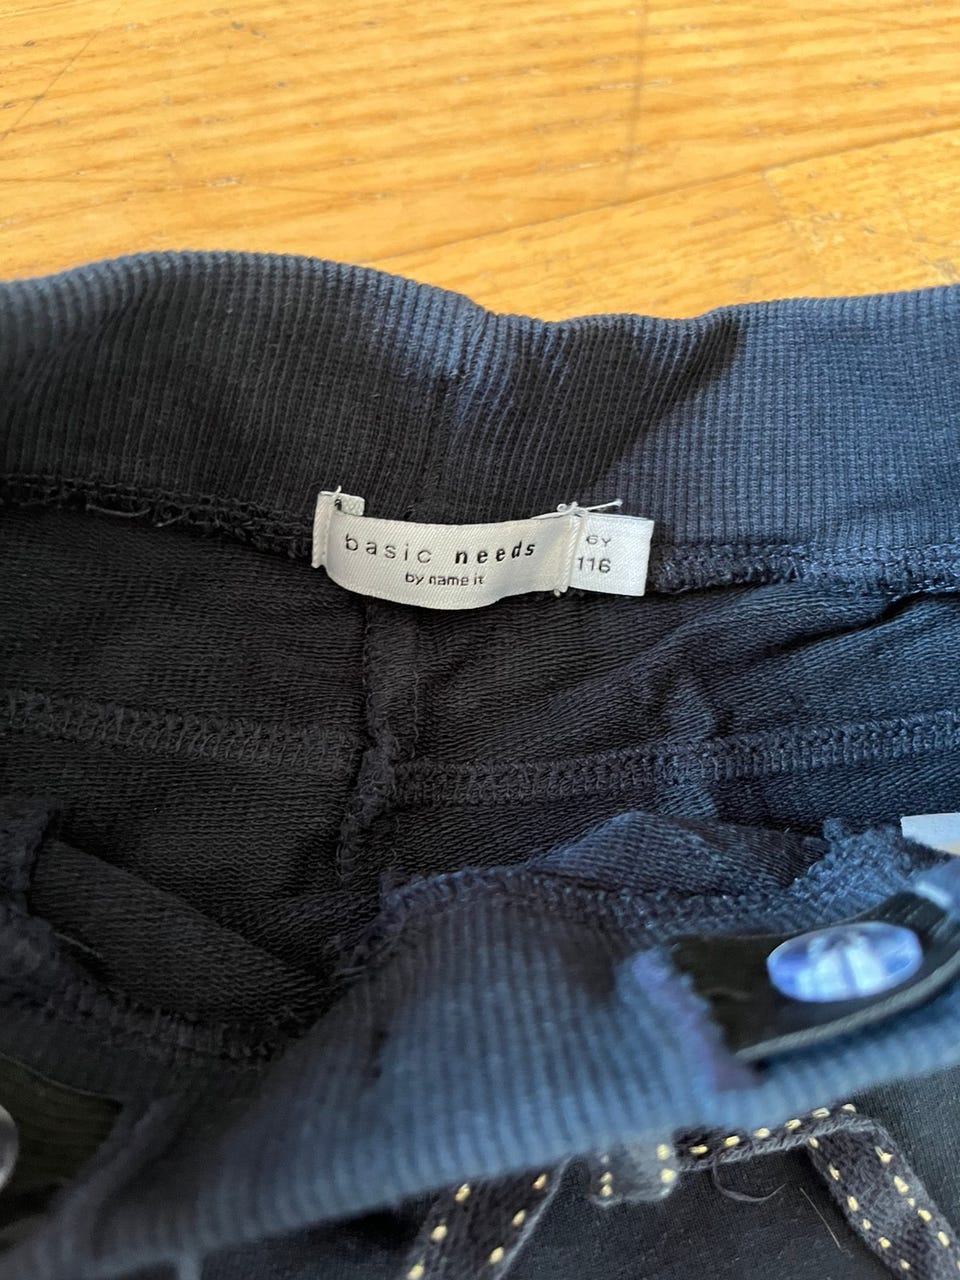 basic needs
by name it
6Y
116